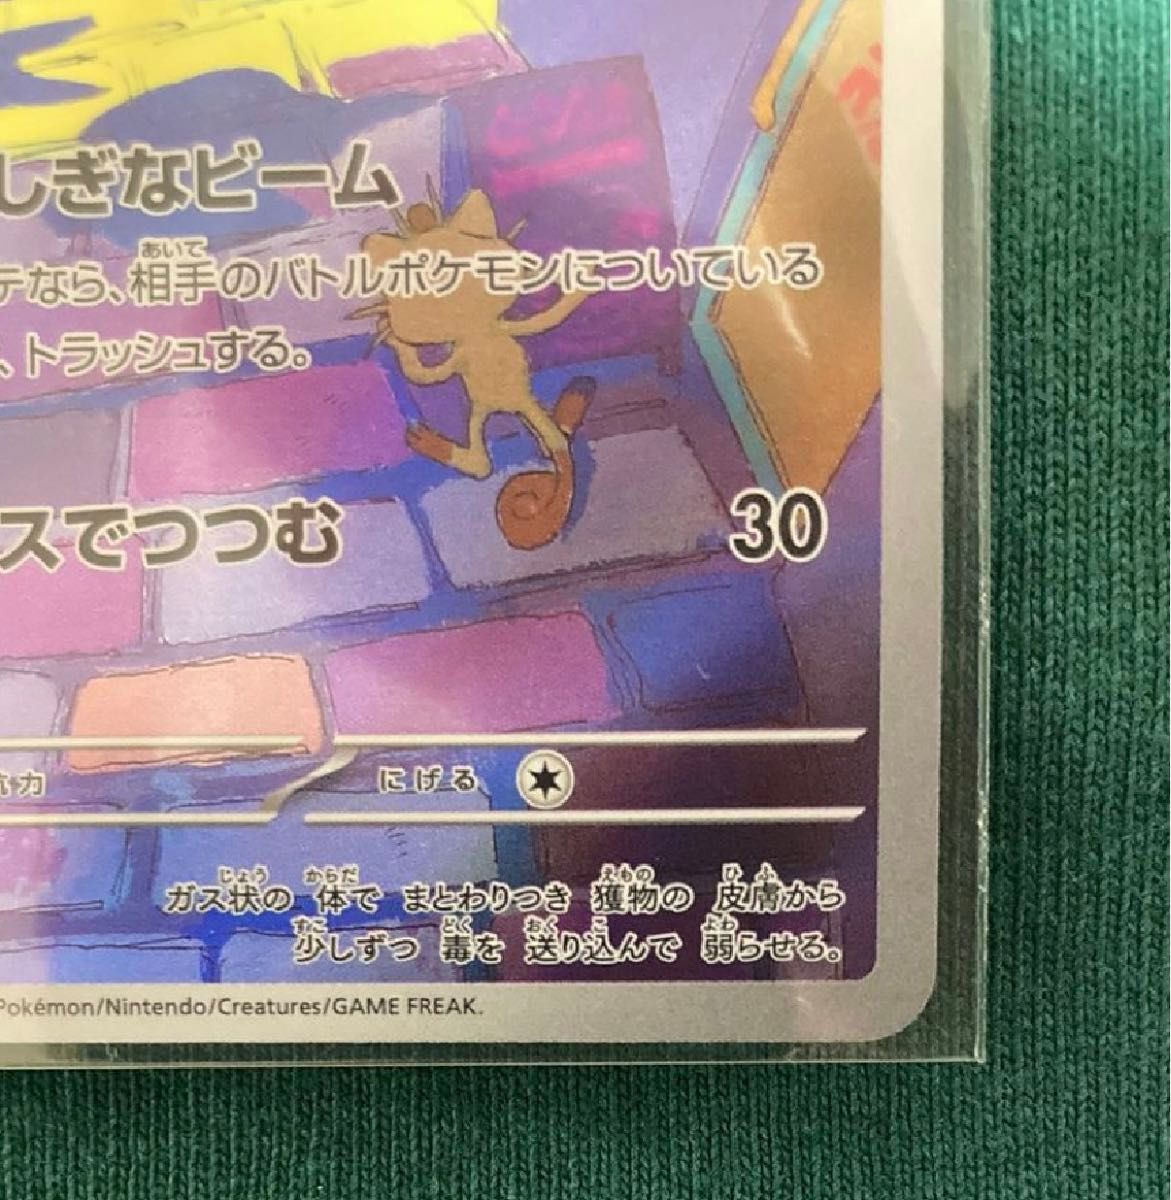 しぎなビーム
あいて
テなら、相手のバトルポケモンについている
、トラッシュする。
スでつつむ 30
抗力 にげる
じょう からだ えもの ひふ
ガス状の 体で まとわりつき 獲物の 皮膚から
すこ どく おく こ よわ
少しずつ 毒を 送り込んで 弱らせる。
Pokémon/Nintendo/Creatures/GAME FREAK.